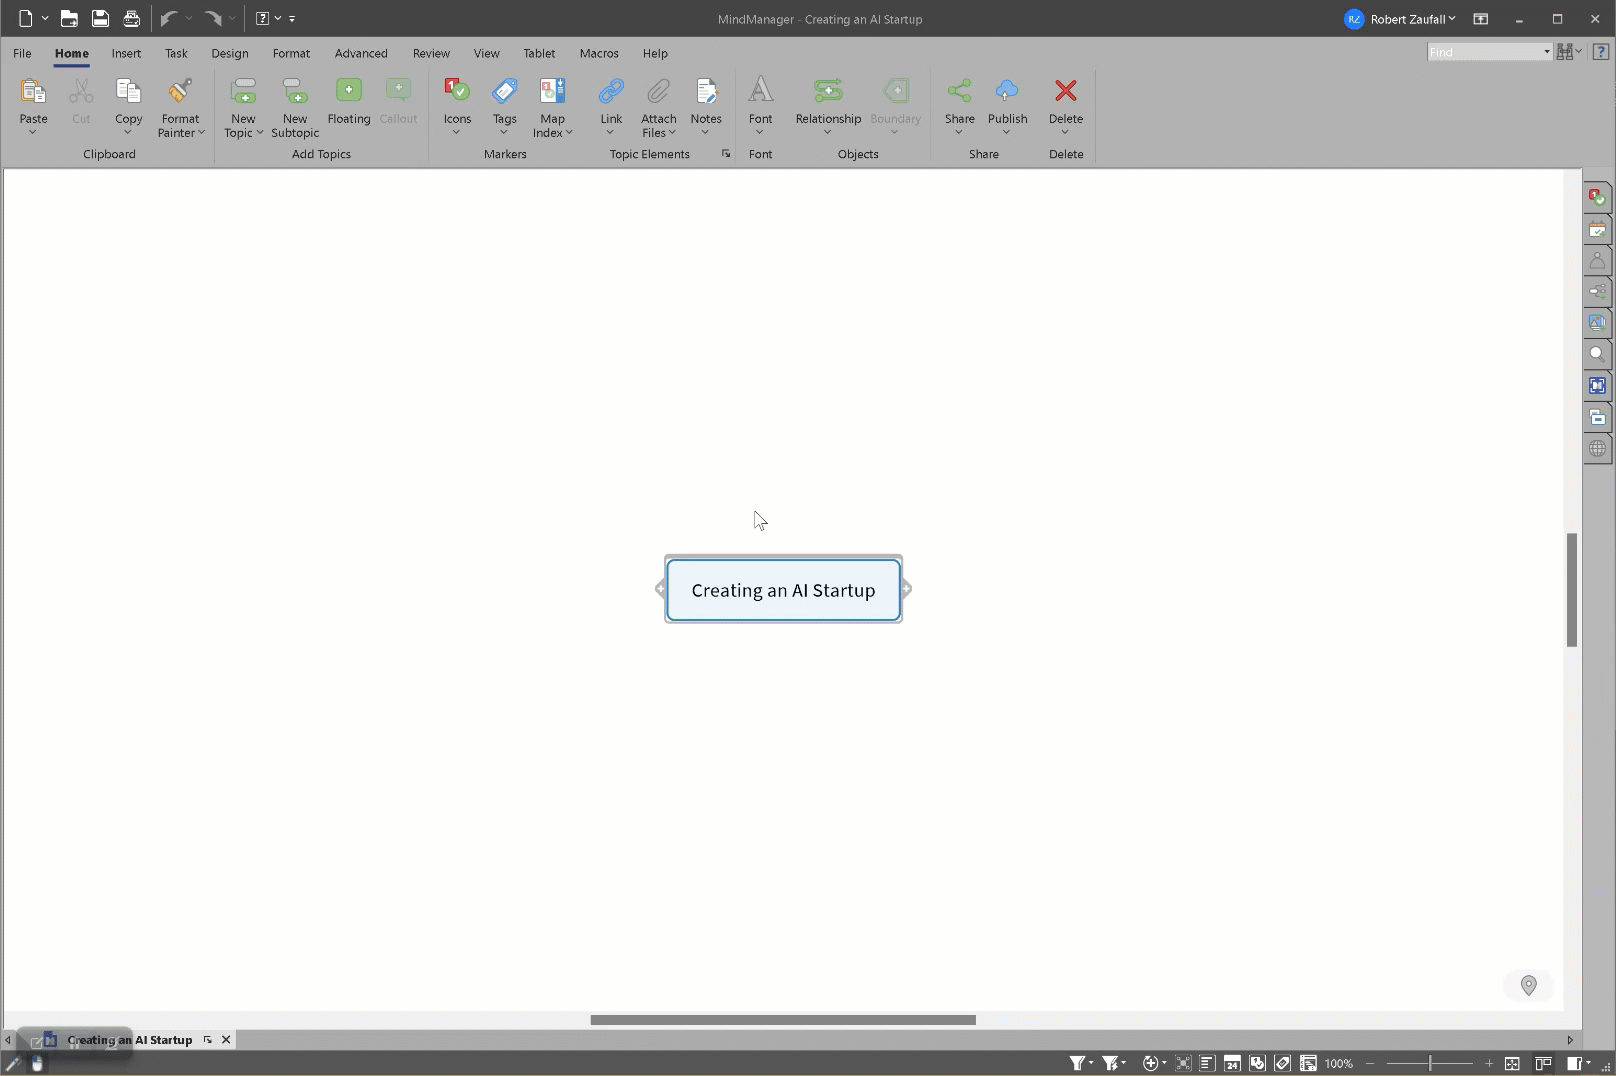 MindManager - Creating an AI Startup
RZ Robert Zaufall
File Home Insert Task Design Format Advanced Review View Tablet Macros Help
Find
Paste Cut Copy Format Painter
New Topic New Subtopic Floating Callout
Icons Tags Map Index
Link Attach Files Notes
Font
Relationship Boundary
Share Publish
Delete
Clipboard Add Topics Markers Topic Elements Font Objects Share Delete
Creating an AI Startup
Creating an AI Startup
24 100%